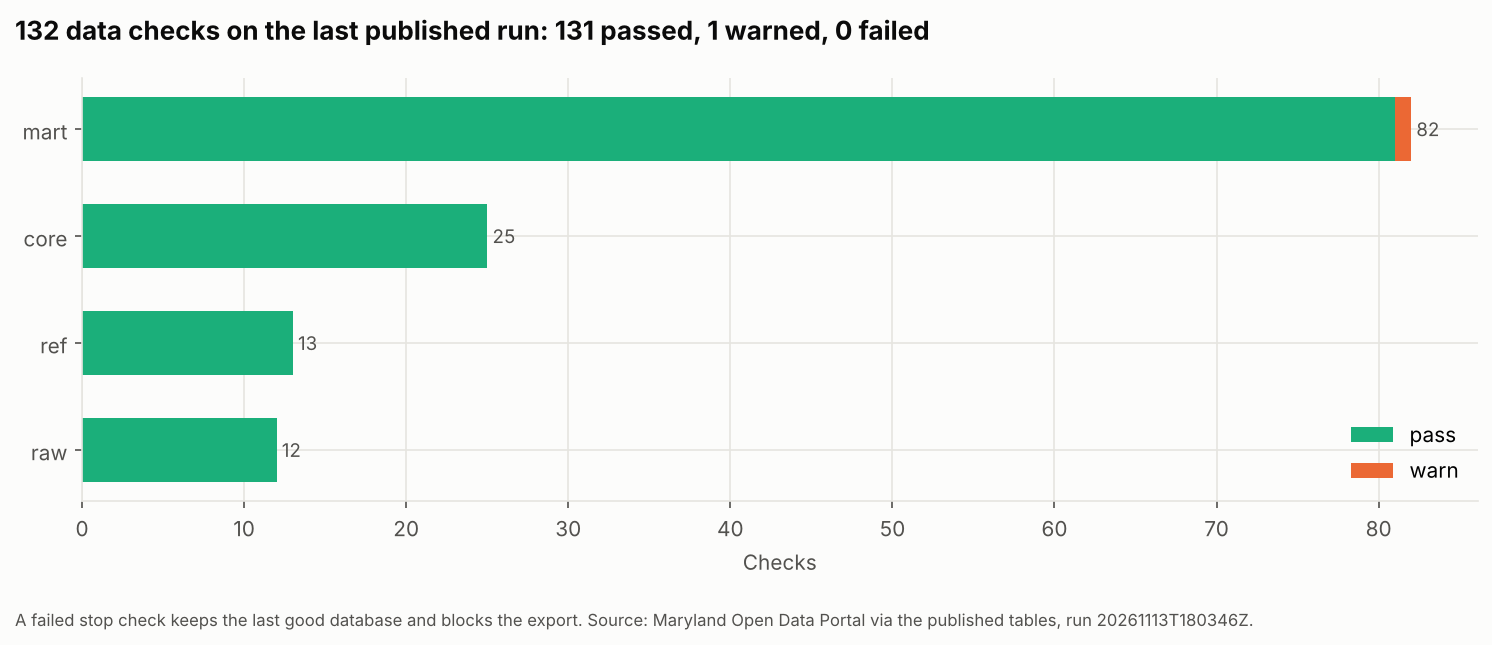 132 data checks on the last published run: 131 passed, 1 warned, 0 failed
mart
82
core
25
ref
13
raw
12
pass
warn
0 10 20 30 40 50 60 70 80
Checks
A failed stop check keeps the last good database and blocks the export. Source: Maryland Open Data Portal via the published tables, run 20261113T180346Z.